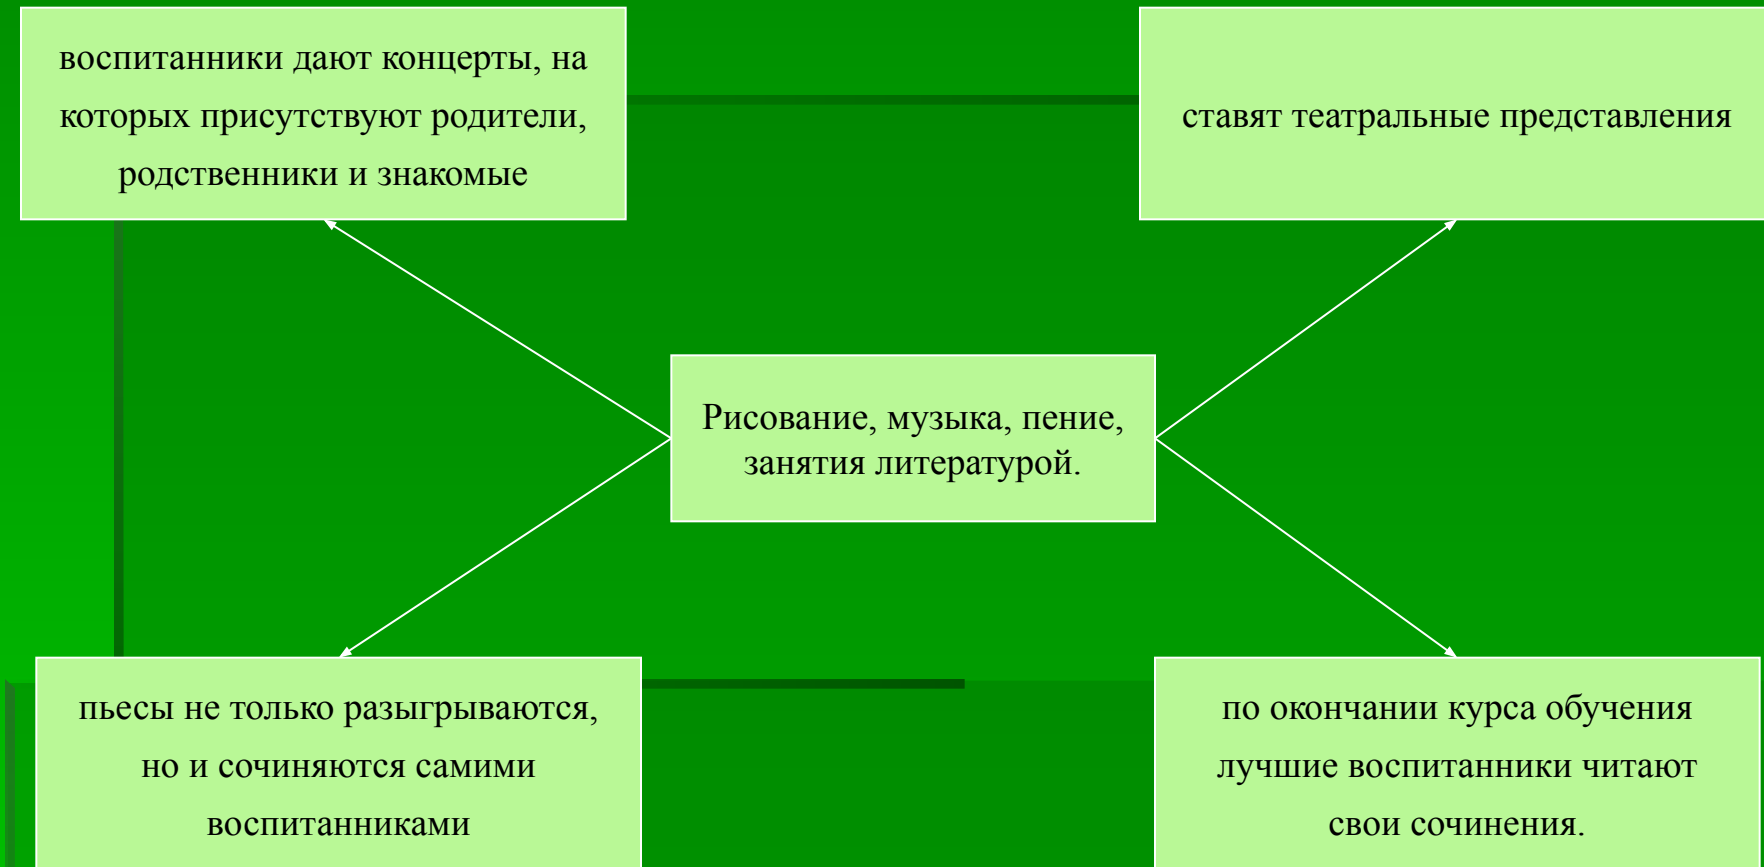 воспитанники дают концерты, на
которых присутствуют родители,
родственники и знакомые
ставят театральные представления
Рисование, музыка, пение,
занятия литературой.
пьесы не только разыгрываются,
но и сочиняются самими
воспитанниками
по окончании курса обучения
лучшие воспитанники читают
свои сочинения.